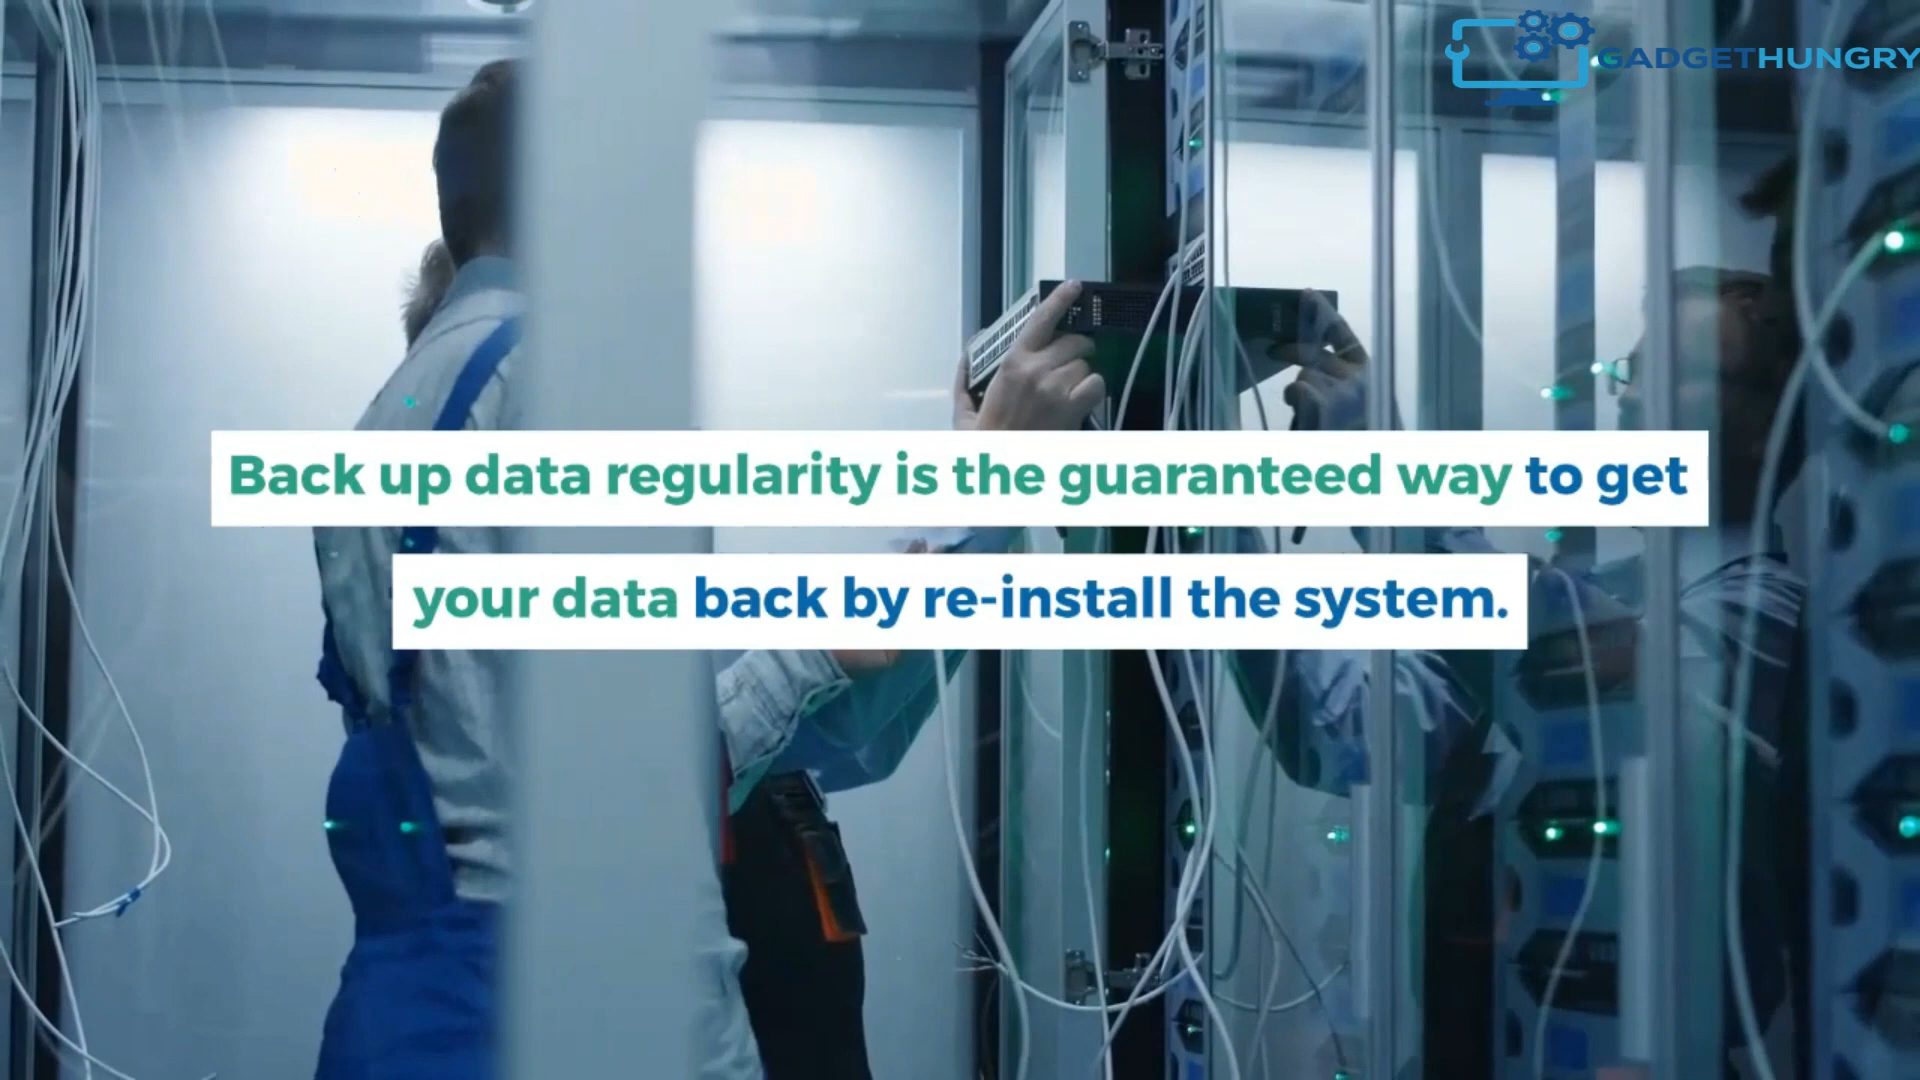 GADGETHUNGRY
Back up data regularity is the guaranteed way to get
your data back by re-install the system.